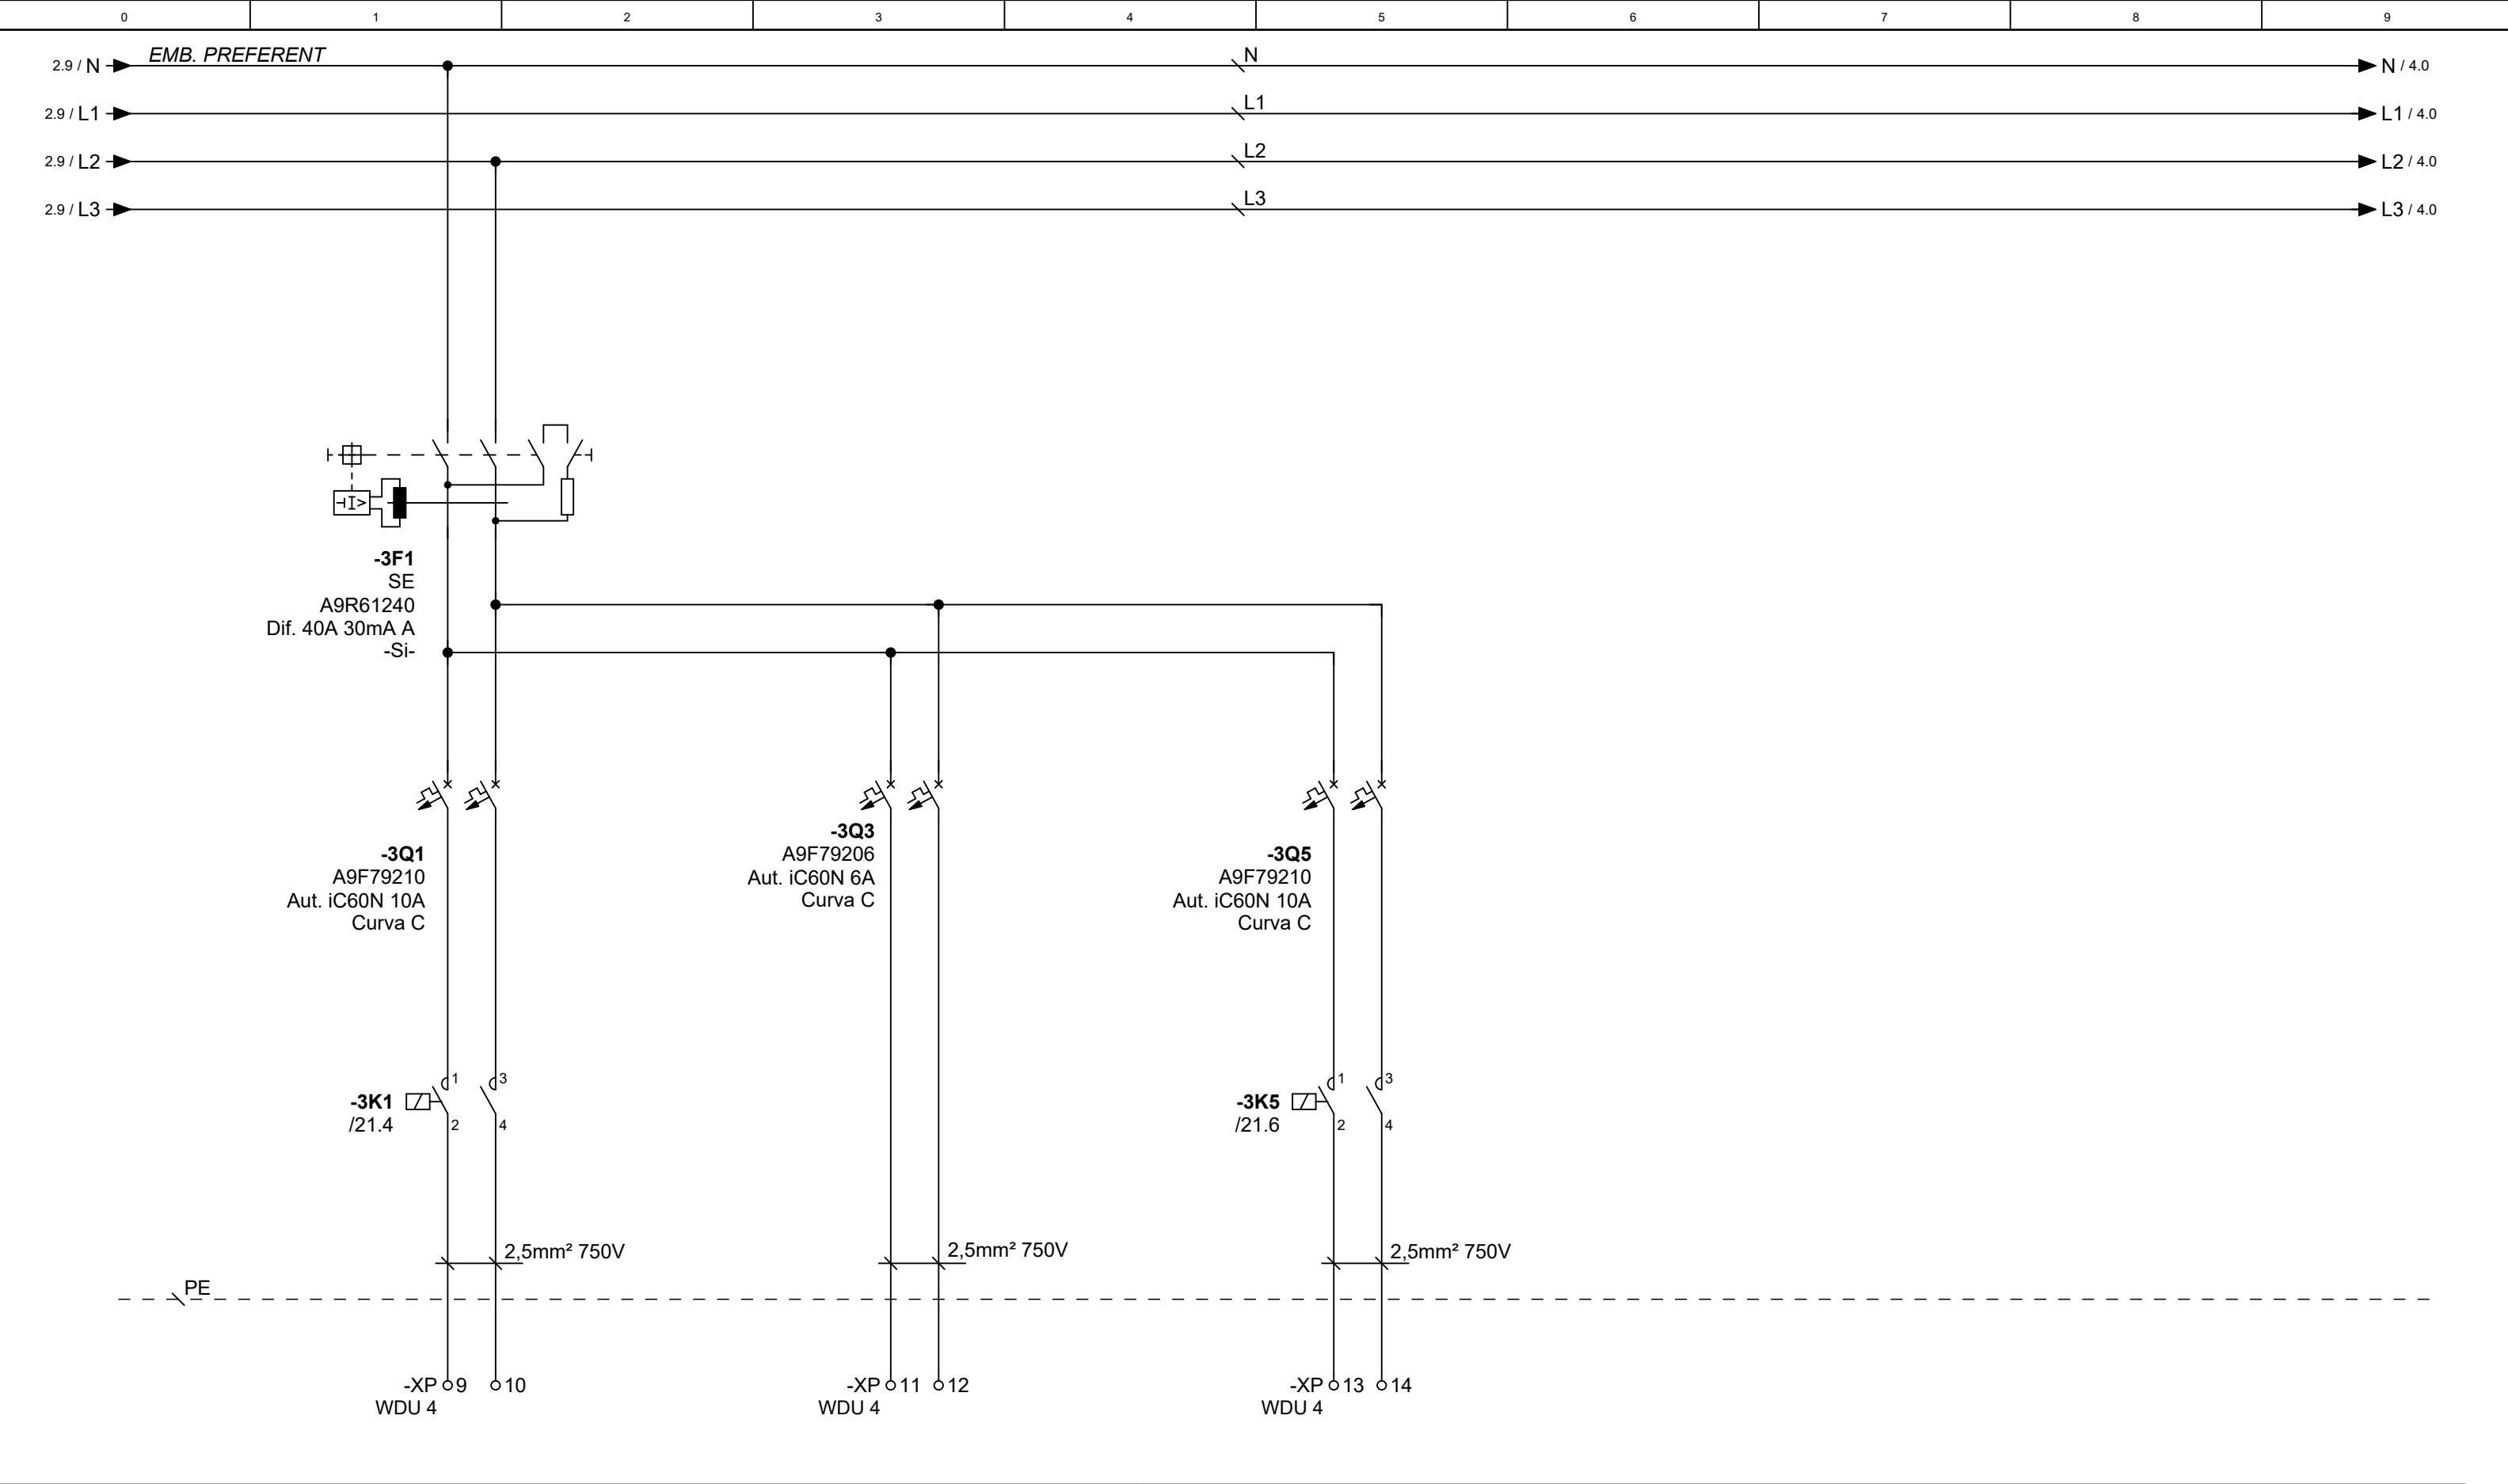 0 1 2 3 4 5 6 7 8 9
EMB. PREFERENT
2.9 / N N N / 4.0
2.9 / L1 L1 L1 / 4.0
2.9 / L2 L2 L2 / 4.0
2.9 / L3 L3 L3 / 4.0
I>
-3F1
SE
A9R61240
Dif. 40A 30mA A
-Si-
-3Q1
A9F79210
Aut. iC60N 10A
Curva C
-3Q3
A9F79206
Aut. iC60N 6A
Curva C
-3Q5
A9F79210
Aut. iC60N 10A
Curva C
1 3
-3K1
/21.4
2 4
1 3
-3K5
/21.6
2 4
2,5mm² 750V
2,5mm² 750V
2,5mm² 750V
PE
-XP 9 10
WDU 4
-XP 11 12
WDU 4
-XP 13 14
WDU 4